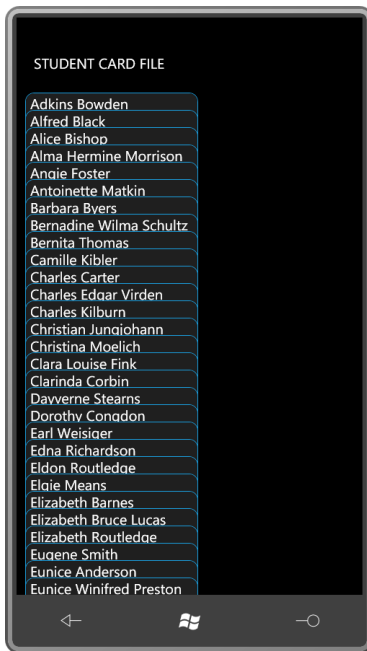 STUDENT CARD FILE
Adkins Bowden
Alfred Black
Alice Bishop
Alma Hermine Morrison
Angie Foster
Antoinette Matkin
Barbara Byers
Bernadine Wilma Schultz
Bernita Thomas
Camille Kibler
Charles Carter
Charles Edgar Virden
Charles Kilburn
Christian Jungjohann
Christina Moelich
Clara Louise Fink
Clarinda Corbin
Dayverne Stearns
Dorothy Congdon
Earl Weisiger
Edna Richardson
Eldon Routledge
Elgie Means
Elizabeth Barnes
Elizabeth Bruce Lucas
Elizabeth Routledge
Eugene Smith
Eunice Anderson
Eunice Winifred Preston